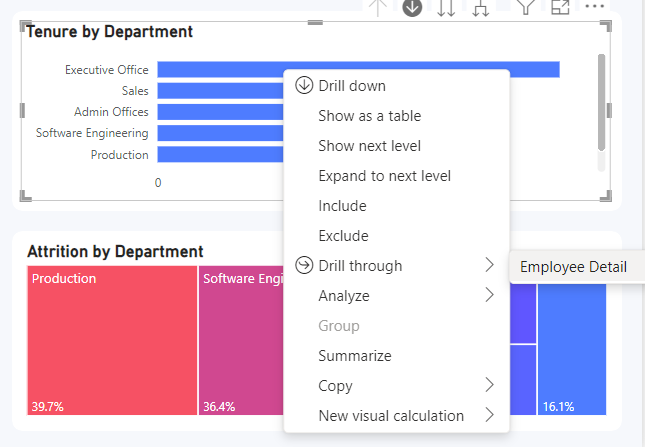 Tenure by Department
Executive Office
Sales
Admin Offices
Software Engineering
Production
0
Drill down
Show as a table
Show next level
Expand to next level
Include
Exclude
Drill through
Employee Detail
Analyze
Group
Summarize
Copy
New visual calculation
Attrition by Department
Production
Software Engi
39.7%
36.4%
16.1%